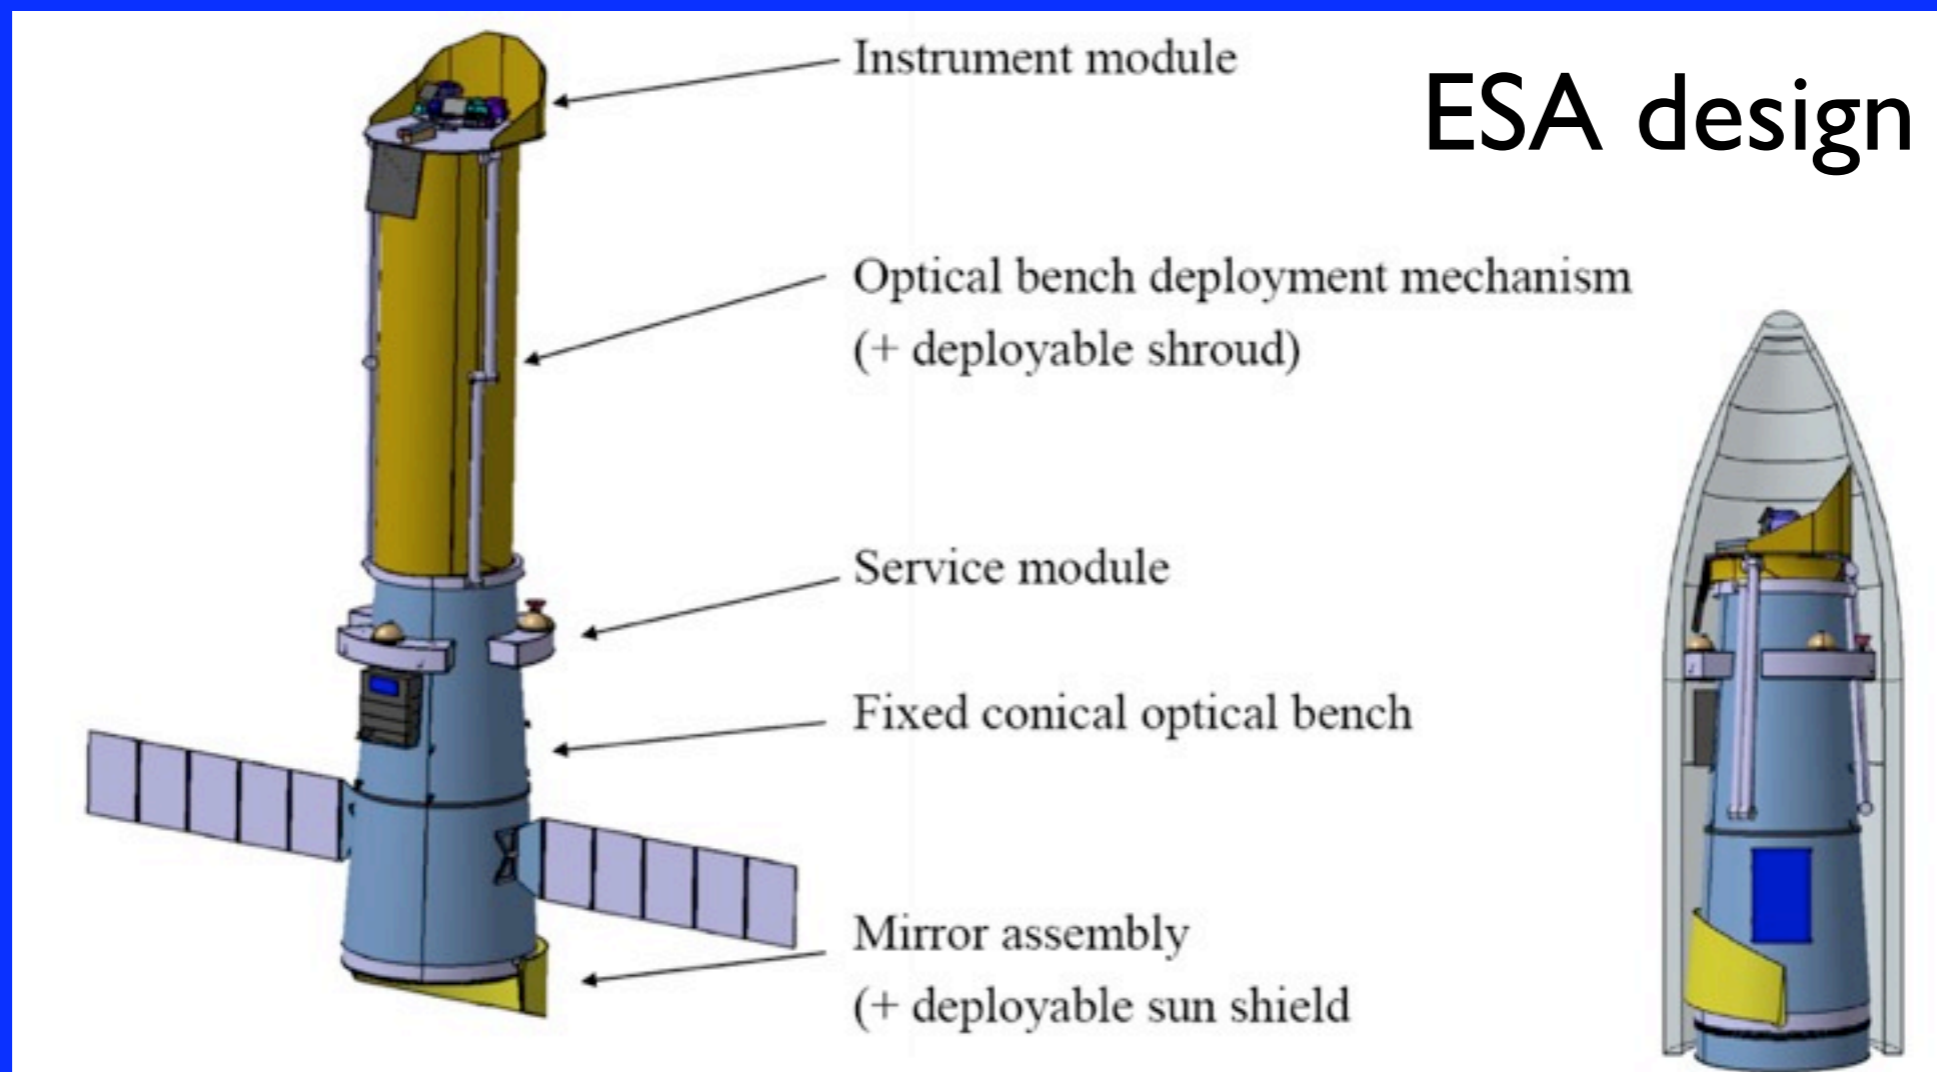 ESA design
Instrument module
Optical bench deployment mechanism
(+ deployable shroud)
Service module
Fixed conical optical bench
Mirror assembly
(+ deployable sun shield